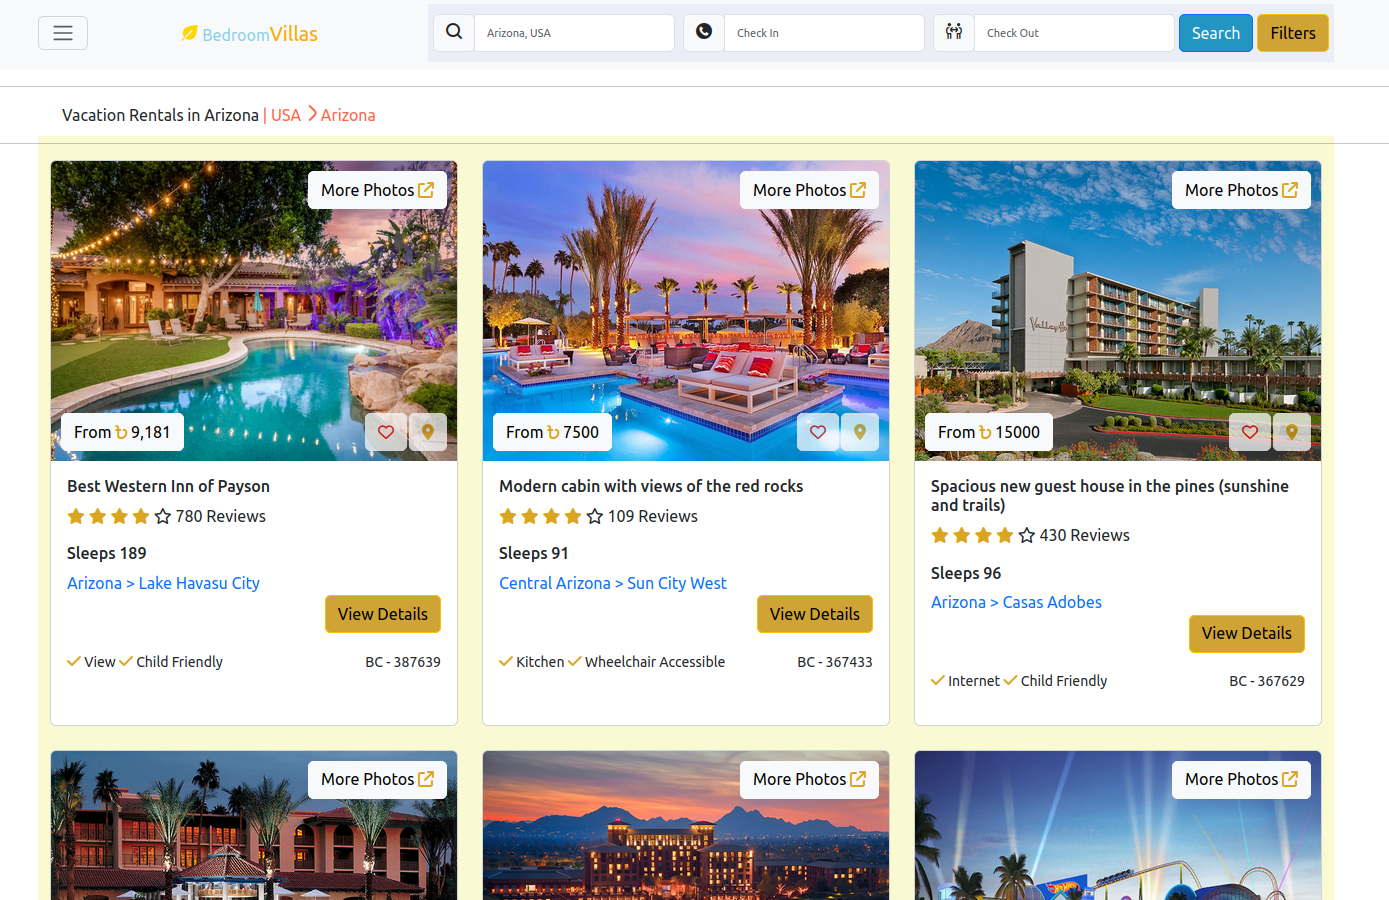 BedroomVillas
Arizona, USA
Check In
Check Out
Search
Filters
Vacation Rentals in Arizona | USA > Arizona
More Photos
From ৳ 9,181
Best Western Inn of Payson
780 Reviews
Sleeps 189
Arizona > Lake Havasu City
View Details
View Child Friendly
BC - 387639
More Photos
From ৳ 7500
Modern cabin with views of the red rocks
109 Reviews
Sleeps 91
Central Arizona > Sun City West
View Details
Kitchen Wheelchair Accessible
BC - 367433
More Photos
Valley Ho
From ৳ 15000
Spacious new guest house in the pines (sunshine
and trails)
430 Reviews
Sleeps 96
Arizona > Casas Adobes
View Details
Internet Child Friendly
BC - 367629
More Photos
More Photos
More Photos